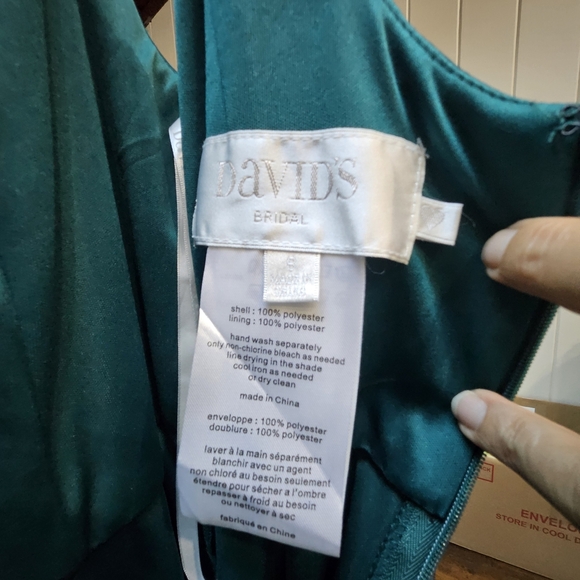 DaVID'S
BRIDAL
shell : 100% polyester
lining : 100% polyester
hand wash separately
only non-chlorine bleach as needed
line drying in the shade
cool iron as needed
or dry clean
made in China
enveloppe : 100% polyester
doublure : 100% polyester
laver à la main séparément
blanchir avec un agent
non chloré au besoin seulement
étendre pour sécher a l'ombre
repasser à froid au besoin
ou nettoyer à sec
fabriqué en Chine
ENVELO
STORE IN COOL D